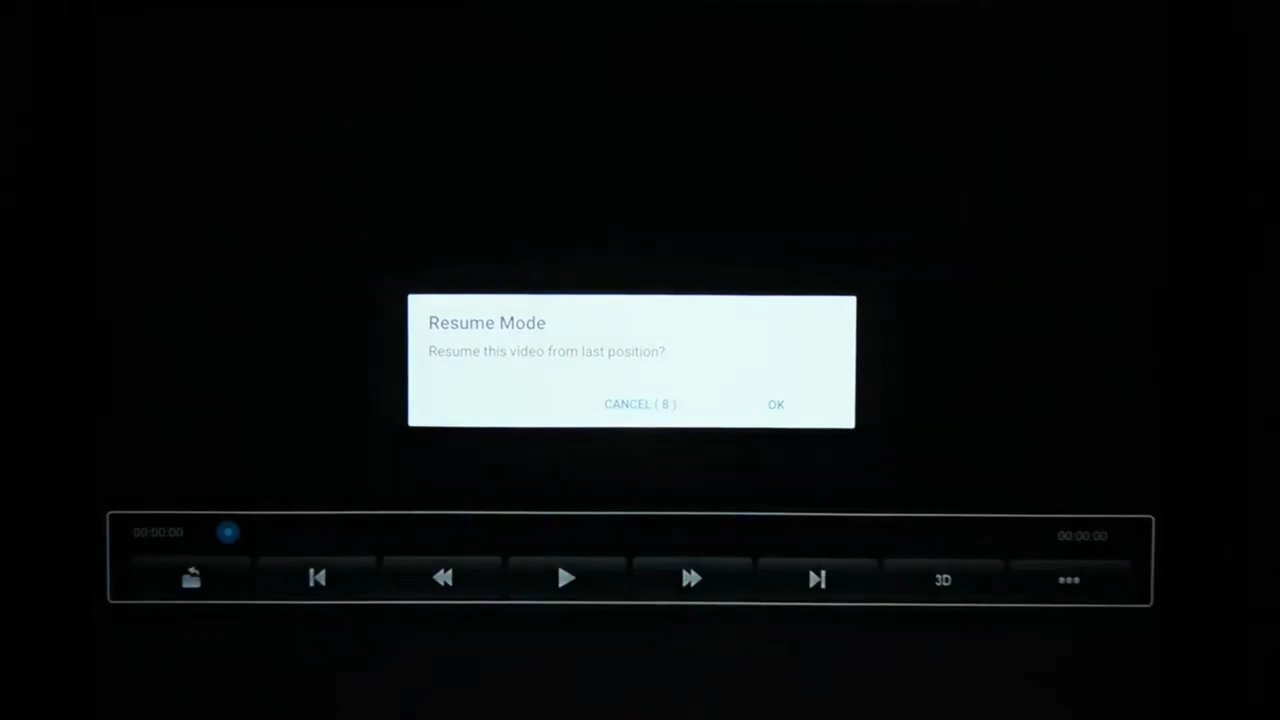 Resume Mode
Resume this video from last position?
CANCEL ( 8 )
OK
00:00:00
00:00:00
3D